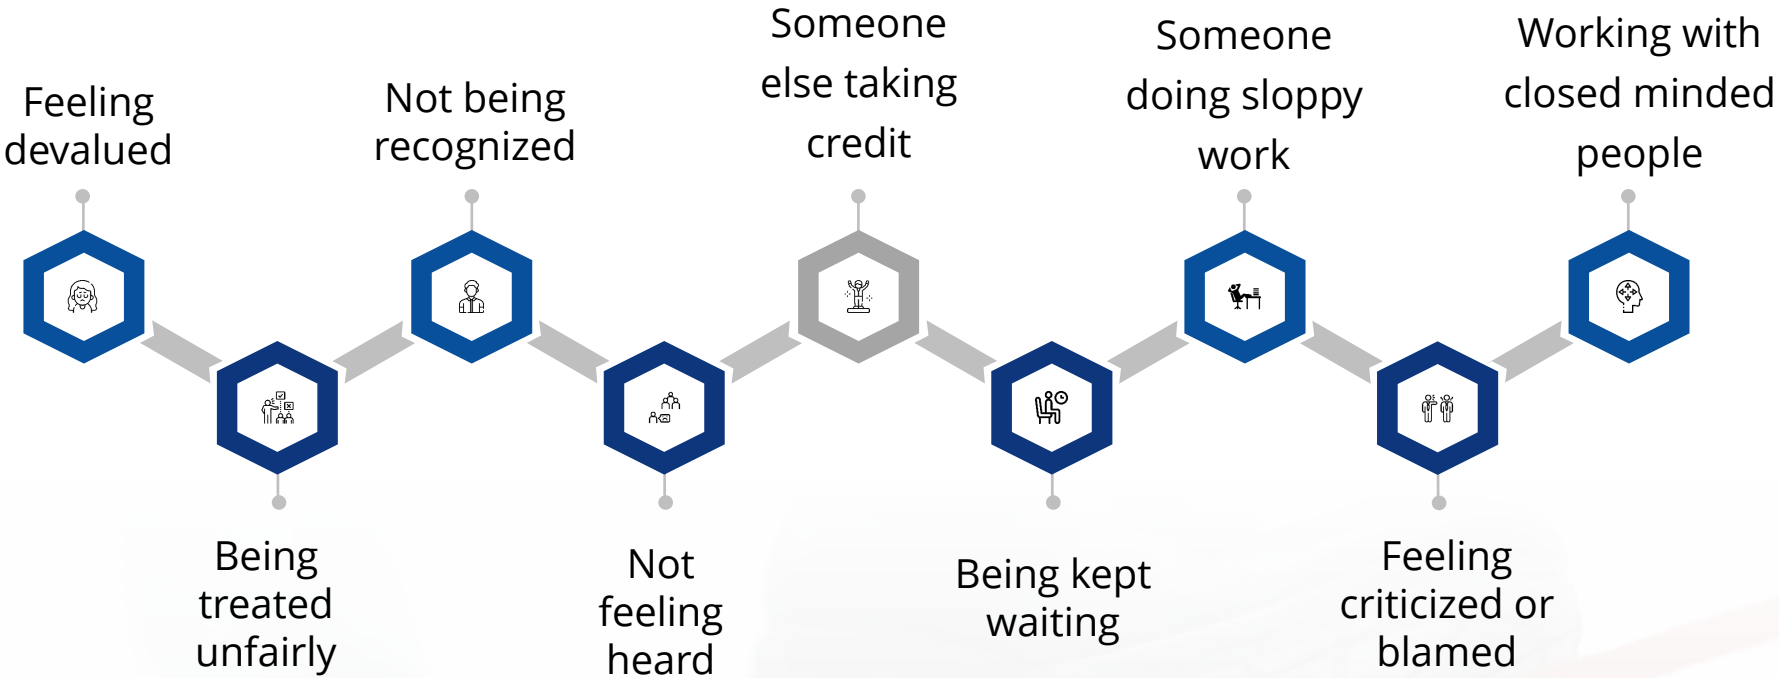 Feeling
devalued
Being
treated
unfairly
Not being
recognized
Not
feeling
heard
Someone
else taking
credit
Being kept
waiting
Someone
doing sloppy
work
Feeling
criticized or
blamed
Working with
closed minded
people